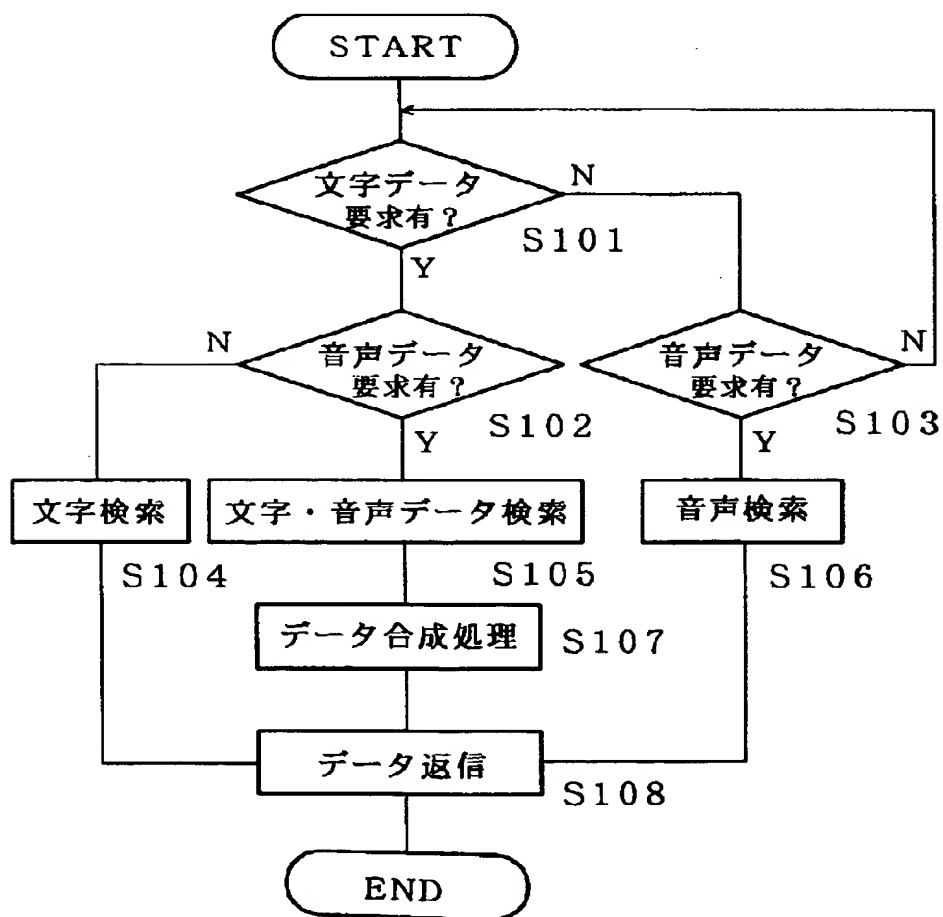 START
文字データ
要求有？
N
S101
Y
N
音声データ
要求有？
S102
Y
音声データ
要求有？
N
S103
Y
文字検索
S104
文字・音声データ検索
S105
音声検索
S106
データ合成処理
S107
データ返信
S108
END